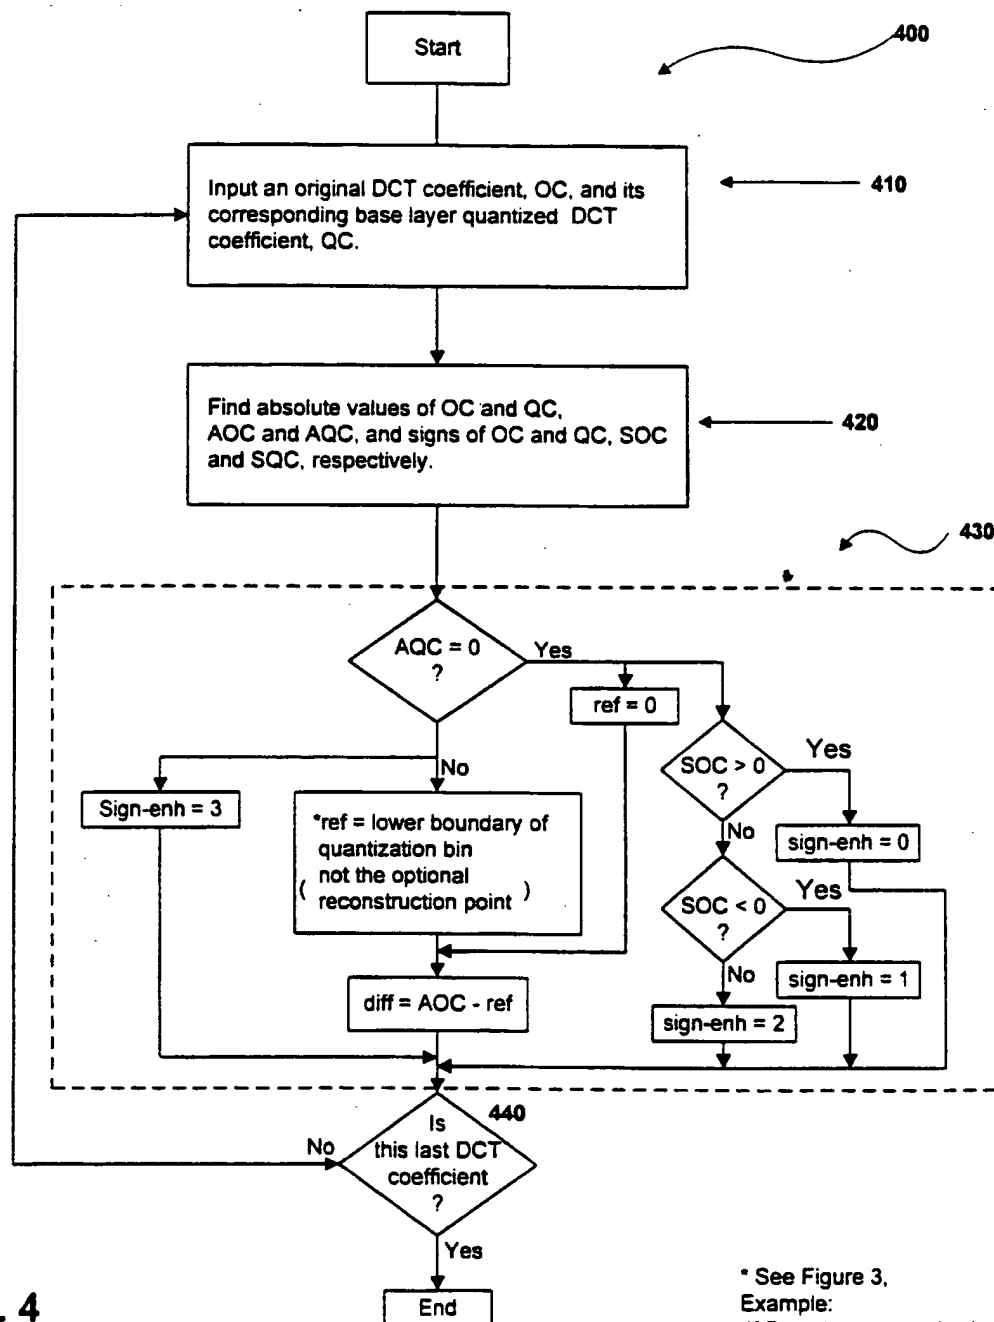 Start
400
Input an original DCT coefficient, OC, and its
corresponding base layer quantized DCT
coefficient, QC.
410
Find absolute values of OC and QC,
AOC and AQC, and signs of OC and QC, SOC
and SQC, respectively.
420
430
AQC = 0
?
Yes
ref = 0
No
SOC > 0
?
Yes
Sign-enh = 3
*ref = lower boundary of
quantization bin
( not the optional
reconstruction point )
No
sign-enh = 0
SOC < 0
?
Yes
No
sign-enh = 1
diff = AOC - ref
sign-enh = 2
440
Is
this last DCT
coefficient
?
No
Yes
End
. 4
* See Figure 3,
Example: